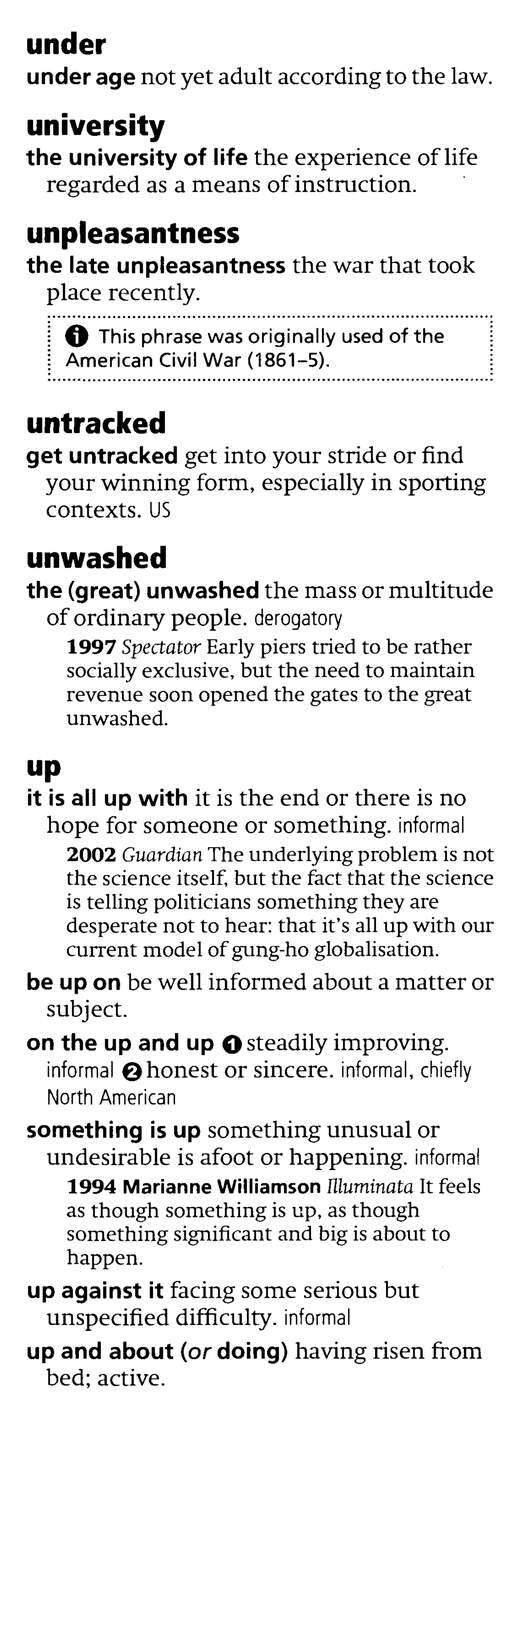 under
under age not yet adult according to the law.
university
the university of life the experience of life
regarded as a means of instruction.
unpleasantness
the late unpleasantness the war that took
place recently.
ℹ This phrase was originally used of the
American Civil War (1861–5).
untracked
get untracked get into your stride or find
your winning form, especially in sporting
contexts. US
unwashed
the (great) unwashed the mass or multitude
of ordinary people. derogatory
1997 Spectator Early piers tried to be rather
socially exclusive, but the need to maintain
revenue soon opened the gates to the great
unwashed.
up
it is all up with it is the end or there is no
hope for someone or something. informal
2002 Guardian The underlying problem is not
the science itself, but the fact that the science
is telling politicians something they are
desperate not to hear: that it's all up with our
current model of gung-ho globalisation.
be up on be well informed about a matter or
subject.
on the up and up ❶ steadily improving.
informal ❷ honest or sincere. informal, chiefly
North American
something is up something unusual or
undesirable is afoot or happening. informal
1994 Marianne Williamson Illuminata It feels
as though something is up, as though
something significant and big is about to
happen.
up against it facing some serious but
unspecified difficulty. informal
up and about (or doing) having risen from
bed; active.